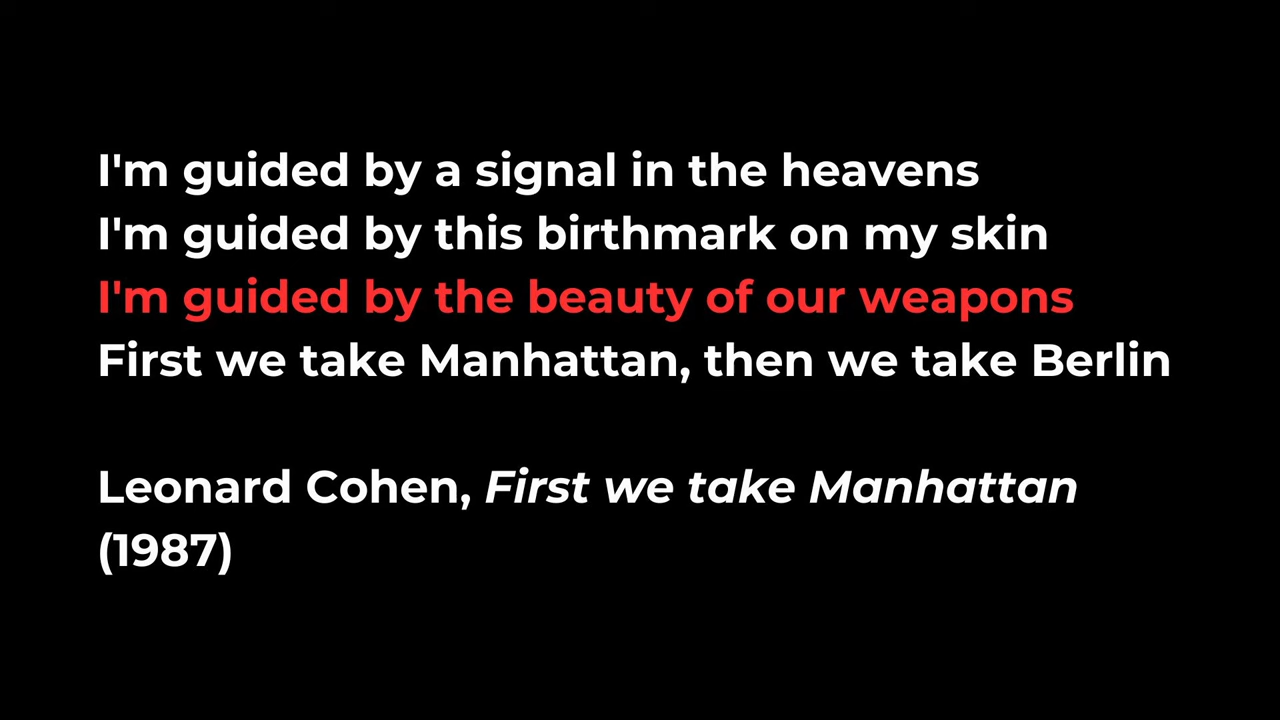 I'm guided by a signal in the heavens
I'm guided by this birthmark on my skin
I'm guided by the beauty of our weapons
First we take Manhattan, then we take Berlin
Leonard Cohen, First we take Manhattan
(1987)